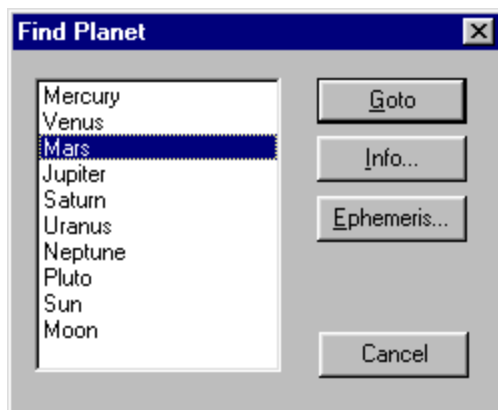 Find Planet
Mercury
Venus
Mars
Jupiter
Saturn
Uranus
Neptune
Pluto
Sun
Moon
Goto
Info...
Ephemeris...
Cancel